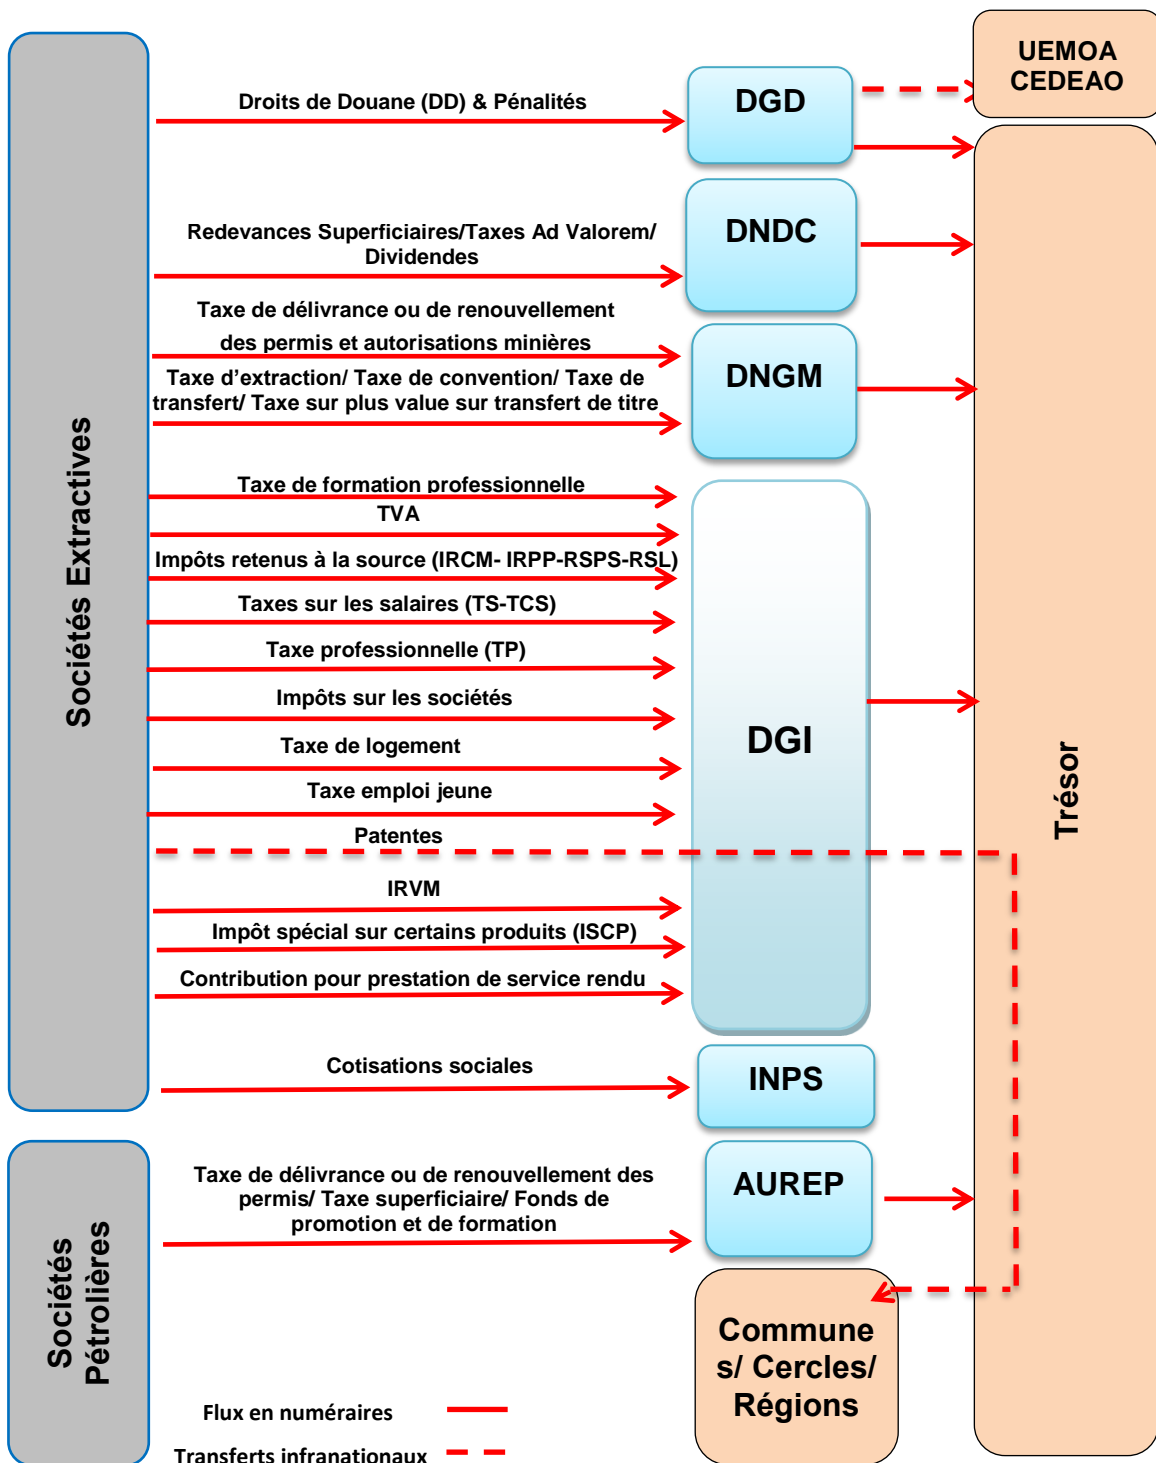 UEMOA
CEDEAO
Droits de Douane (DD) & Pénalités
DGD
Redevances Superficiaires/Taxes Ad Valorem/
Dividendes
DNDC
Taxe de délivrance ou de renouvellement
des permis et autorisations minières
Taxe d'extraction/ Taxe de convention/ Taxe de
transfert/ Taxe sur plus value sur transfert de titre
DNGM
Sociétés Extractives
Taxe de formation professionnelle
TVA
Impôts retenus à la source (IRCM- IRPP-RSPS-RSL)
Taxes sur les salaires (TS-TCS)
Taxe professionnelle (TP)
Impôts sur les sociétés
Taxe de logement
Taxe emploi jeune
Patentes
IRVM
Impôt spécial sur certains produits (ISCP)
Contribution pour prestation de service rendu
DGI
Trésor
Cotisations sociales
INPS
Sociétés
Pétrolières
Taxe de délivrance ou de renouvellement des
permis/ Taxe superficiaire/ Fonds de
promotion et de formation
AUREP
Commune
s/ Cercles/
Régions
Flux en numéraires
Transferts infranationaux